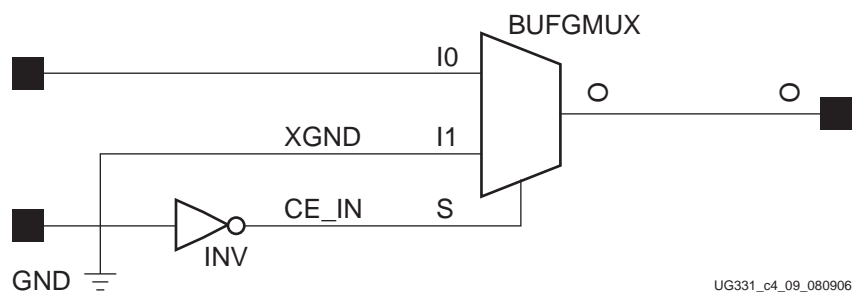 BUFGMUX
I0
O
O
XGND
I1
CE_IN
S
INV
GND
UG331_c4_09_080906